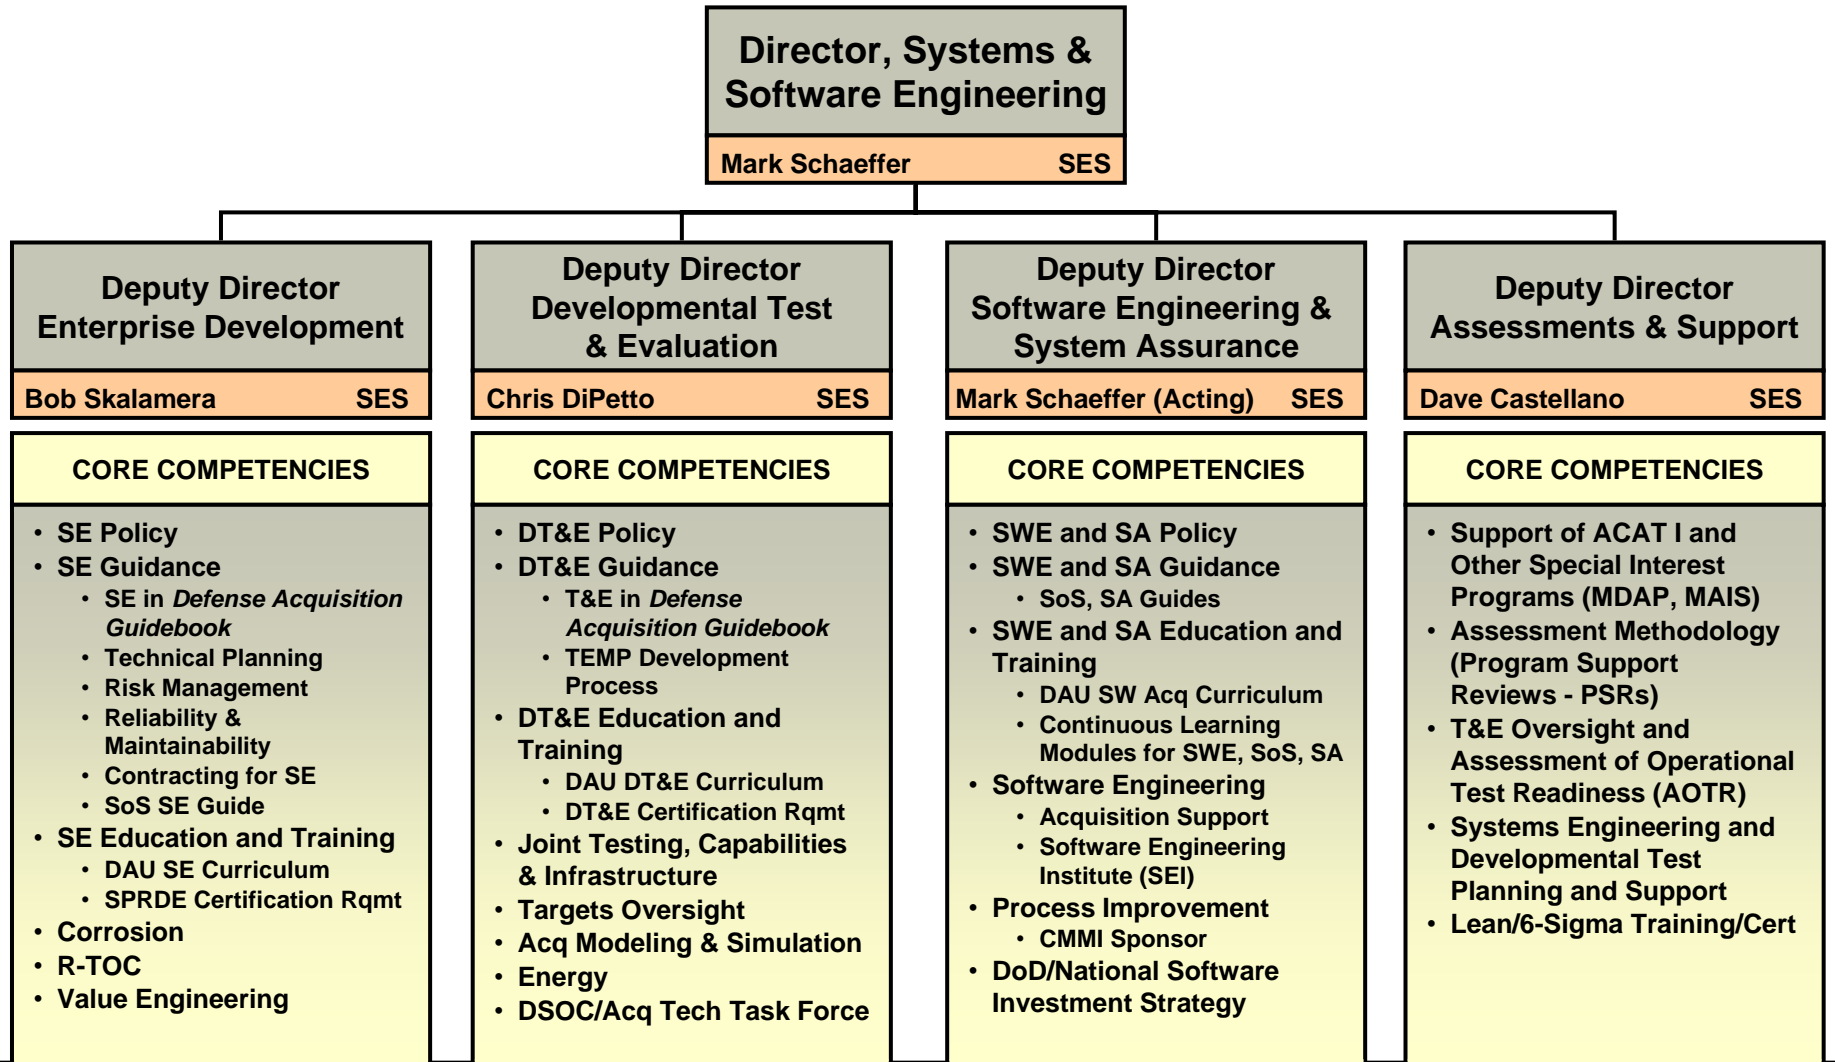 Director, Systems &
Software Engineering
Mark Schaeffer SES
Deputy Director
Enterprise Development
Bob Skalamera SES
CORE COMPETENCIES
• SE Policy
• SE Guidance
• SE in Defense Acquisition
Guidebook
• Technical Planning
• Risk Management
• Reliability &
Maintainability
• Contracting for SE
• SoS SE Guide
• SE Education and Training
• DAU SE Curriculum
• SPRDE Certification Rqmt
• Corrosion
• R-TOC
• Value Engineering
Deputy Director
Developmental Test
& Evaluation
Chris DiPetto SES
CORE COMPETENCIES
• DT&E Policy
• DT&E Guidance
• T&E in Defense
Acquisition Guidebook
• TEMP Development
Process
• DT&E Education and
Training
• DAU DT&E Curriculum
• DT&E Certification Rqmt
• Joint Testing, Capabilities
& Infrastructure
• Targets Oversight
• Acq Modeling & Simulation
• Energy
• DSOC/Acq Tech Task Force
Deputy Director
Software Engineering &
System Assurance
Mark Schaeffer (Acting) SES
CORE COMPETENCIES
• SWE and SA Policy
• SWE and SA Guidance
• SoS, SA Guides
• SWE and SA Education and
Training
• DAU SW Acq Curriculum
• Continuous Learning
Modules for SWE, SoS, SA
• Software Engineering
• Acquisition Support
• Software Engineering
Institute (SEI)
• Process Improvement
• CMMI Sponsor
• DoD/National Software
Investment Strategy
Deputy Director
Assessments & Support
Dave Castellano SES
CORE COMPETENCIES
• Support of ACAT I and
Other Special Interest
Programs (MDAP, MAIS)
• Assessment Methodology
(Program Support
Reviews - PSRs)
• T&E Oversight and
Assessment of Operational
Test Readiness (AOTR)
• Systems Engineering and
Developmental Test
Planning and Support
• Lean/6-Sigma Training/Cert